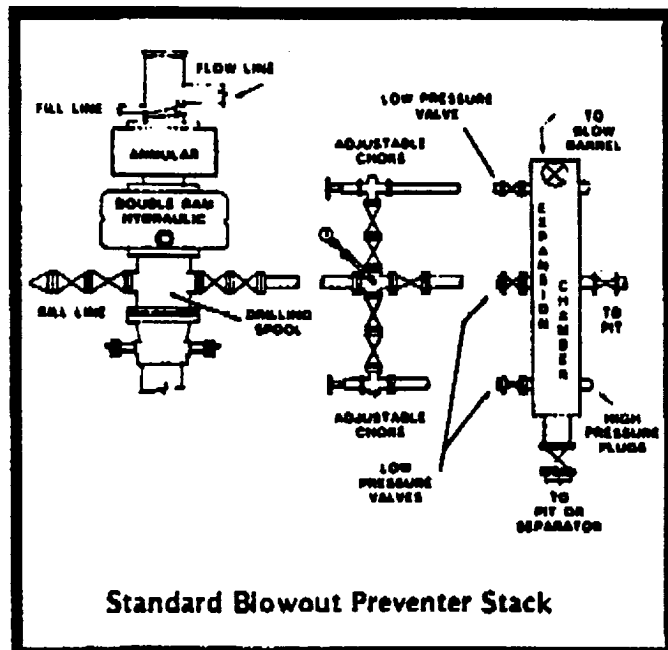 FLOW LINE
FILL LINE
ANNULAR
DOUBLE RAM
HYDRAULIC
KILL LINE
DRILLING
SPOOL
ADJUSTABLE
CHOKE
ADJUSTABLE
CHOKE
LOW PRESSURE
VALVE
TO
BLOW
BARREL
EXPANSION
CHAMBER
TO
PIT
HIGH
PRESSURE
PLUGS
LOW
PRESSURE
VALVES
TO
PIT OR
SEPARATOR
Standard Blowout Preventer Stack